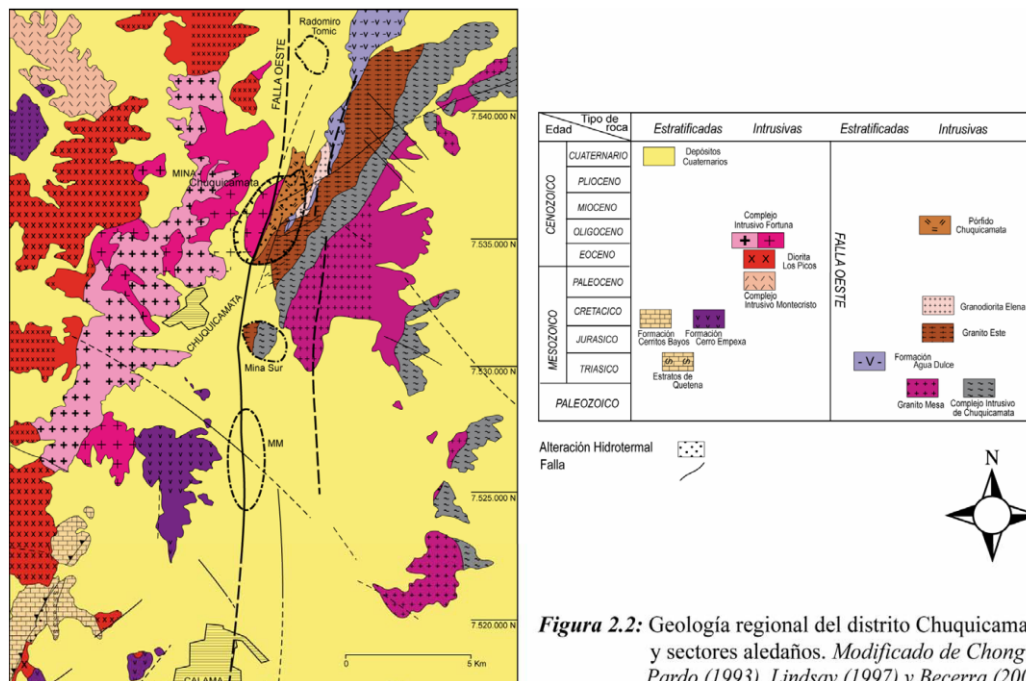 Radomiro
Tomic
FALLA OESTE
7.540.000 N
MINA
Chuquicamata
7.535.000 N
CHUQUICAMATA
Mina Sur
7.530.000 N
MM
7.525.000 N
7.520.000 N
0 5 Km
CALAMA
Edad
Tipo de
roca
Estratificadas
Intrusivas
Estratificadas
Intrusivas
CENOZOICO
CUATERNARIO
Depósitos
Cuaternarios
PLIOCENO
MIOCENO
OLIGOCENO
Complejo
Intrusivo Fortuna
Pórfido
Chuquicamata
EOCENO
Diorita
Los Picos
FALLA OESTE
PALEOCENO
Complejo
Intrusivo Montecristo
MESOZOICO
CRETACICO
Granodiorita Elena
Formación
Cerritos Bayos
Formación
Cerro Empexa
Granito Este
JURASICO
TRIASICO
Estratos de
Quetena
Formación
Agua Dulce
PALEOZOICO
Granito Mesa
Complejo Intrusivo
de Chuquicamata
Alteración Hidrotermal
Falla
N
Figura 2.2: Geología regional del distrito Chuquicama
y sectores aledaños. Modificado de Chong
Pardo (1993), Lindsay (1997) y Becerra (200